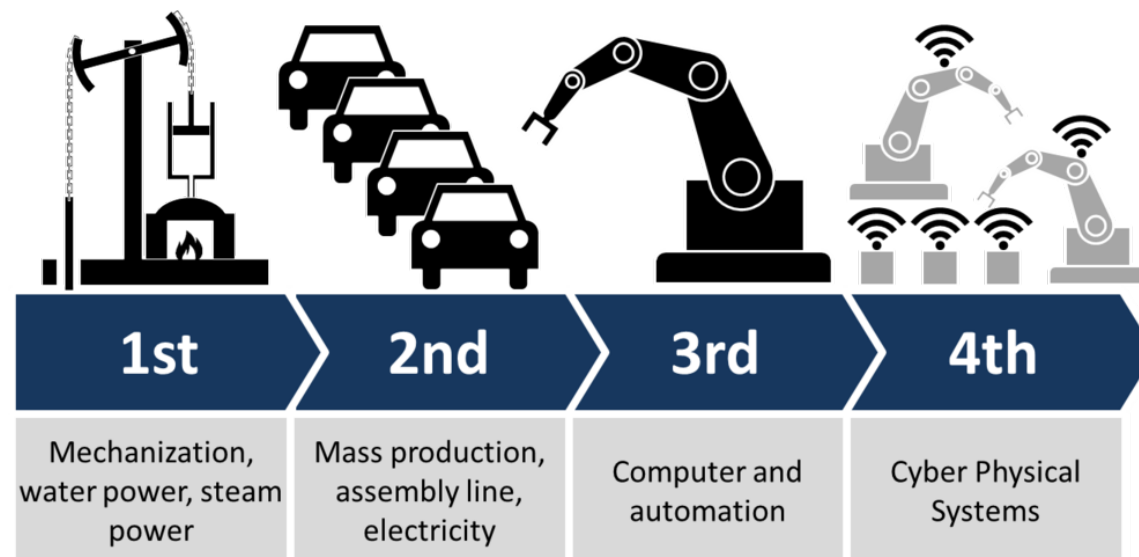 1st
2nd
3rd
4th
Mechanization,
water power, steam
power
Mass production,
assembly line,
electricity
Computer and
automation
Cyber Physical
Systems